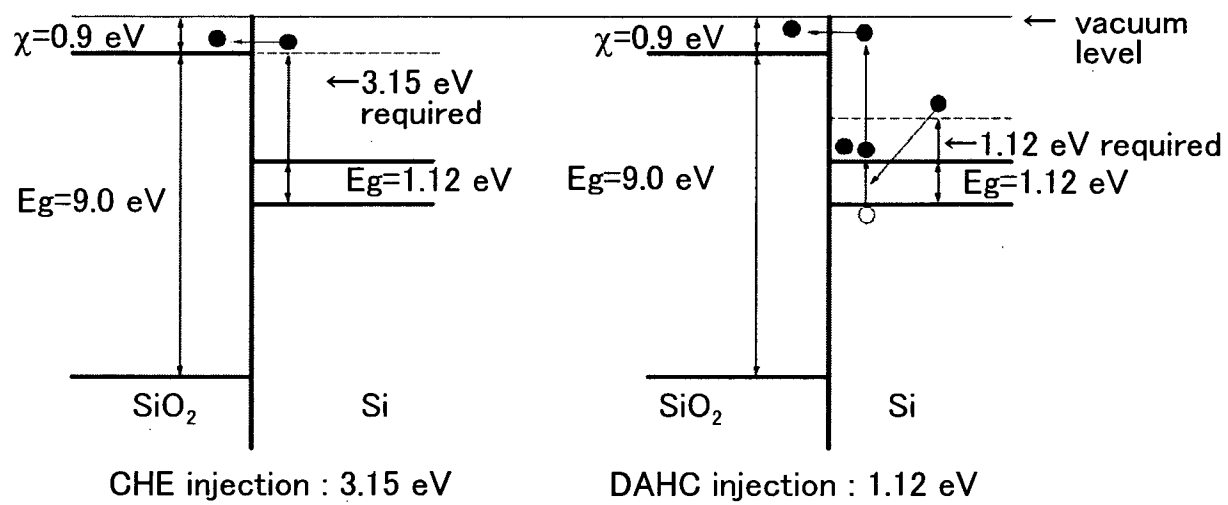 χ=0.9 eV
←3.15 eV
required
Eg=1.12 eV
Eg=9.0 eV
SiO₂
Si
CHE injection : 3.15 eV
χ=0.9 eV
← vacuum
level
←1.12 eV required
Eg=1.12 eV
Eg=9.0 eV
SiO₂
Si
DAHC injection : 1.12 eV